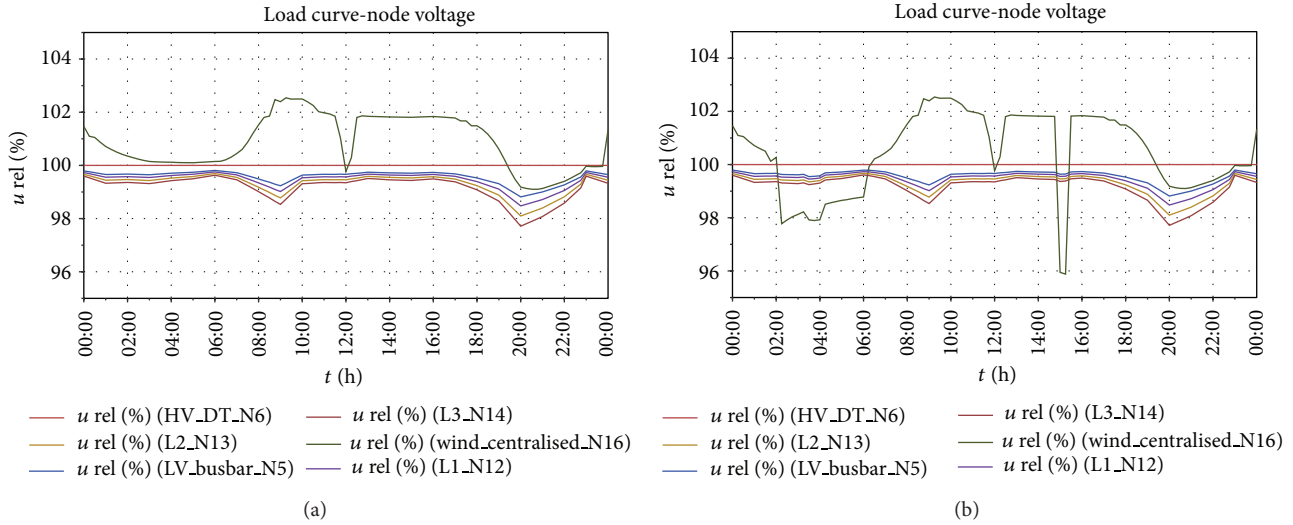 Load curve-node voltage
104
102
100
98
96
u rel (%)
00:00
02:00
04:00
06:00
08:00
10:00
12:00
14:00
16:00
18:00
20:00
22:00
00:00
t (h)
u rel (%) (HV_DT_N6)
u rel (%) (L2_N13)
u rel (%) (LV_busbar_N5)
u rel (%) (L3_N14)
u rel (%) (wind_centralised_N16)
u rel (%) (L1_N12)
(a)
Load curve-node voltage
104
102
100
98
96
u rel (%)
00:00
02:00
04:00
06:00
08:00
10:00
12:00
14:00
16:00
18:00
20:00
22:00
00:00
t (h)
u rel (%) (HV_DT_N6)
u rel (%) (L2_N13)
u rel (%) (LV_busbar_N5)
u rel (%) (L3_N14)
u rel (%) (wind_centralised_N16)
u rel (%) (L1_N12)
(b)